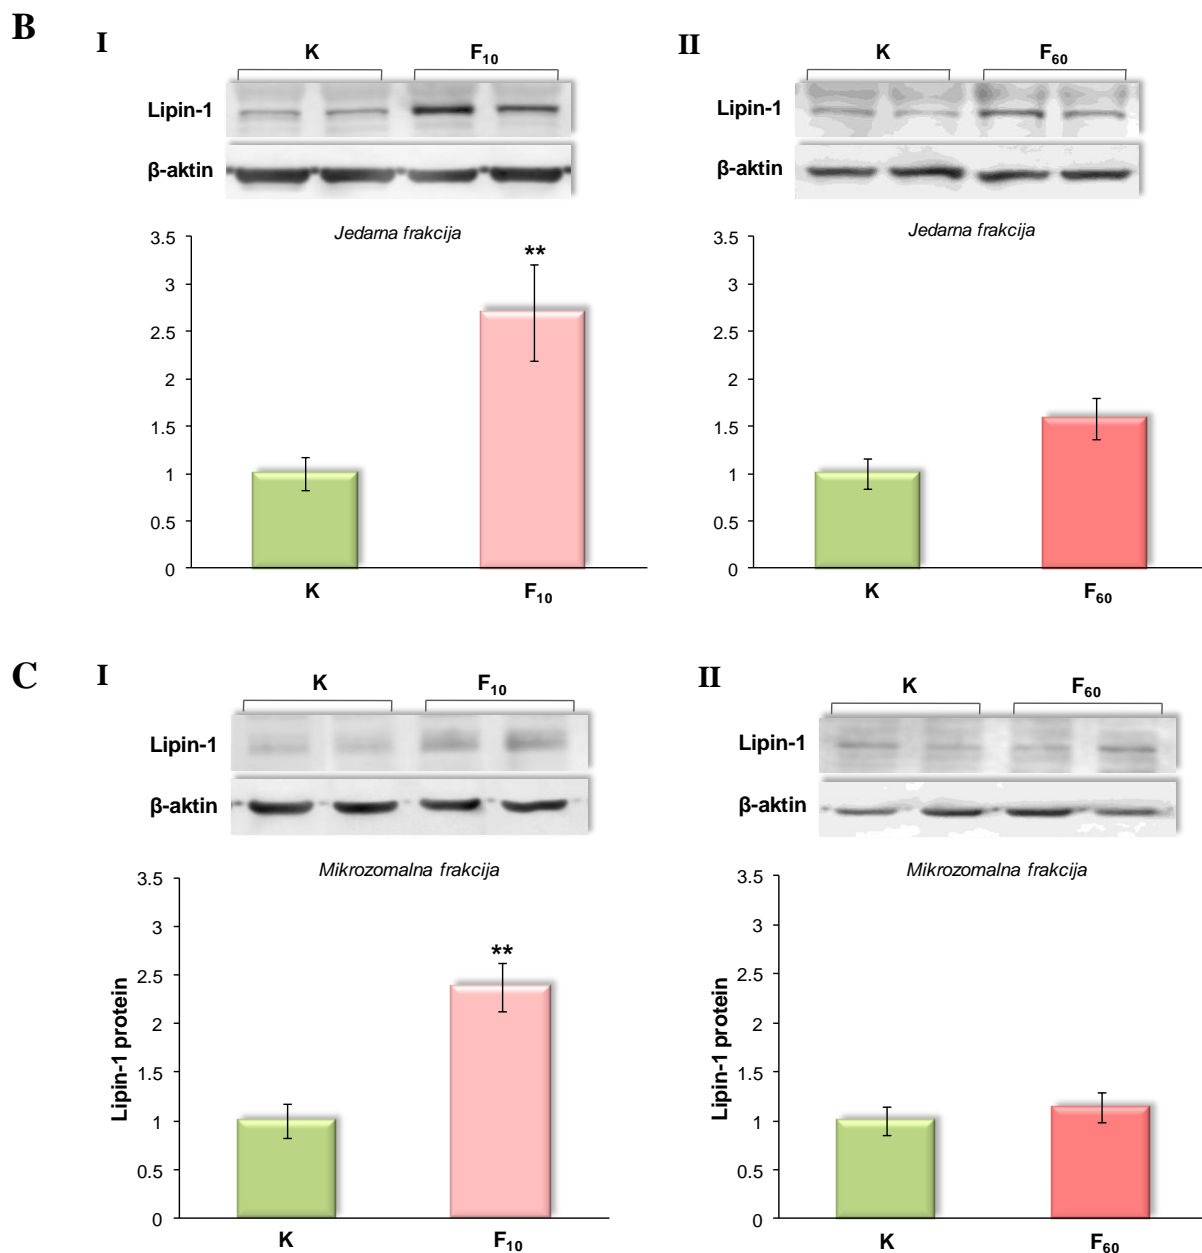 B
I
K F₁₀
Lipin-1
β-aktin
Jedarna frakcija
3.5
3
2.5
2
1.5
1
0.5
0
**
K F₁₀
II
K F₆₀
Lipin-1
β-aktin
Jedarna frakcija
3.5
3
2.5
2
1.5
1
0.5
0
K F₆₀
C
I
K F₁₀
Lipin-1
β-aktin
Mikrozomalna frakcija
Lipin-1 protein
3.5
3
2.5
2
1.5
1
0.5
0
**
K F₁₀
II
K F₆₀
Lipin-1
β-aktin
Mikrozomalna frakcija
Lipin-1 protein
3.5
3
2.5
2
1.5
1
0.5
0
K F₆₀